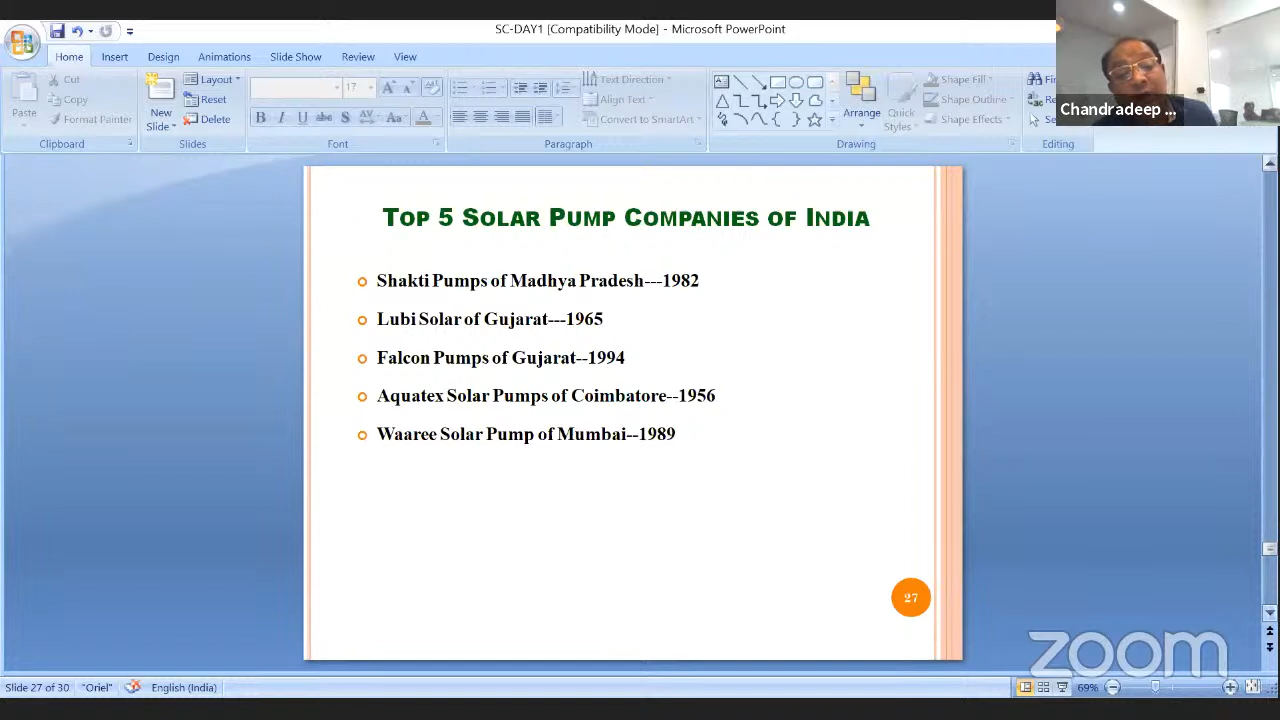 SC-DAY1 [Compatibility Mode] - Microsoft PowerPoint
Home Insert Design Animations Slide Show Review View
Paste
Cut
Copy
Format Painter
Clipboard
New Slide
Layout
Reset
Delete
Slides
17
B I U abc S AV Aa A
Font
Text Direction
Align Text
Convert to SmartArt
Paragraph
Arrange
Quick Styles
Shape Fill
Shape Outline
Shape Effects
Drawing
Editing
Chandradeep ...
Top 5 Solar Pump Companies of India
Shakti Pumps of Madhya Pradesh---1982
Lubi Solar of Gujarat---1965
Falcon Pumps of Gujarat--1994
Aquatex Solar Pumps of Coimbatore--1956
Waaree Solar Pump of Mumbai--1989
27
zoom
Slide 27 of 30 "Oriel" English (India) 69%